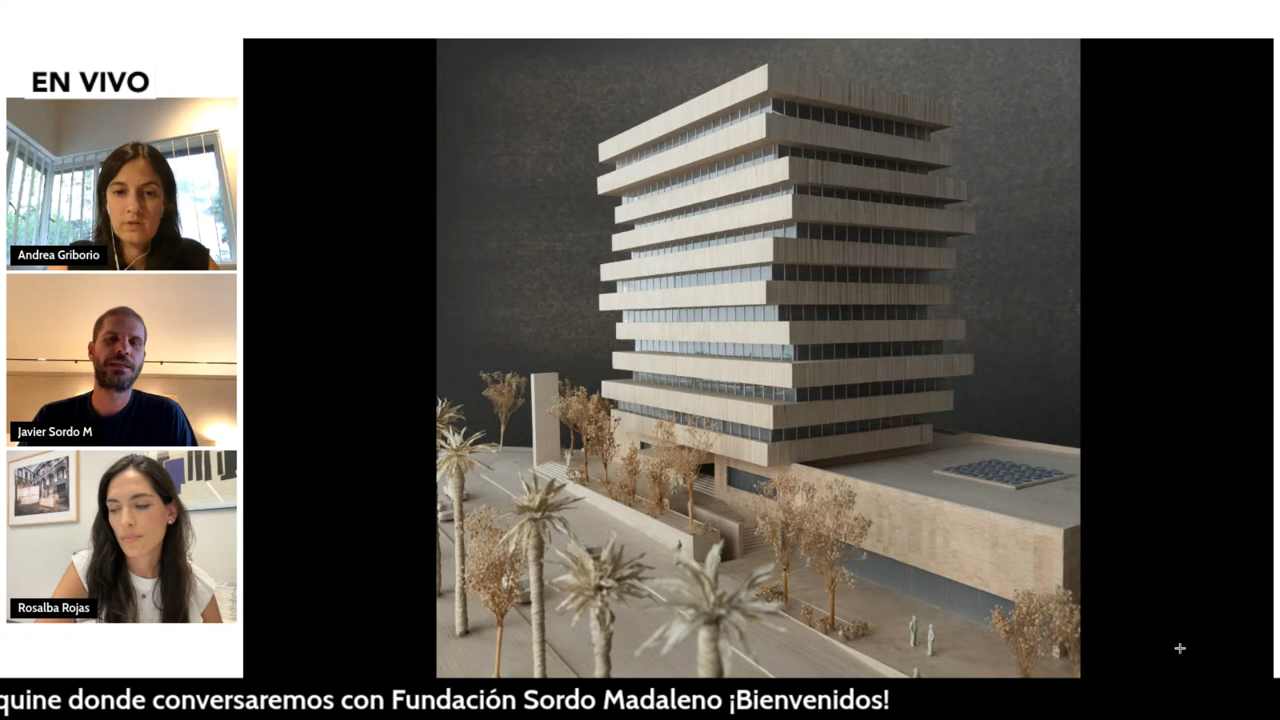 EN VIVO
Andrea Griborio
Javier Sordo M
Rosalba Rojas
quine donde conversaremos con Fundación Sordo Madaleno ¡Bienvenidos!